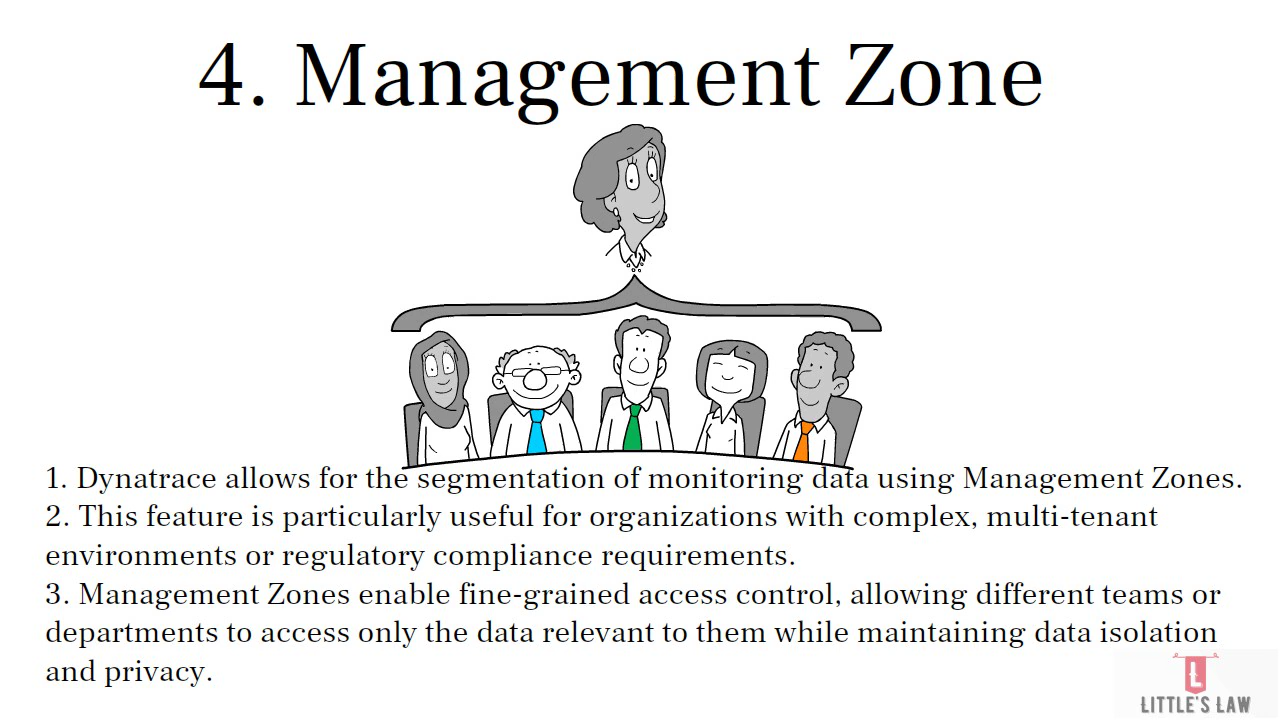 4. Management Zone
1. Dynatrace allows for the segmentation of monitoring data using Management Zones.
2. This feature is particularly useful for organizations with complex, multi-tenant
environments or regulatory compliance requirements.
3. Management Zones enable fine-grained access control, allowing different teams or
departments to access only the data relevant to them while maintaining data isolation
and privacy.
L
LITTLE'S LAW